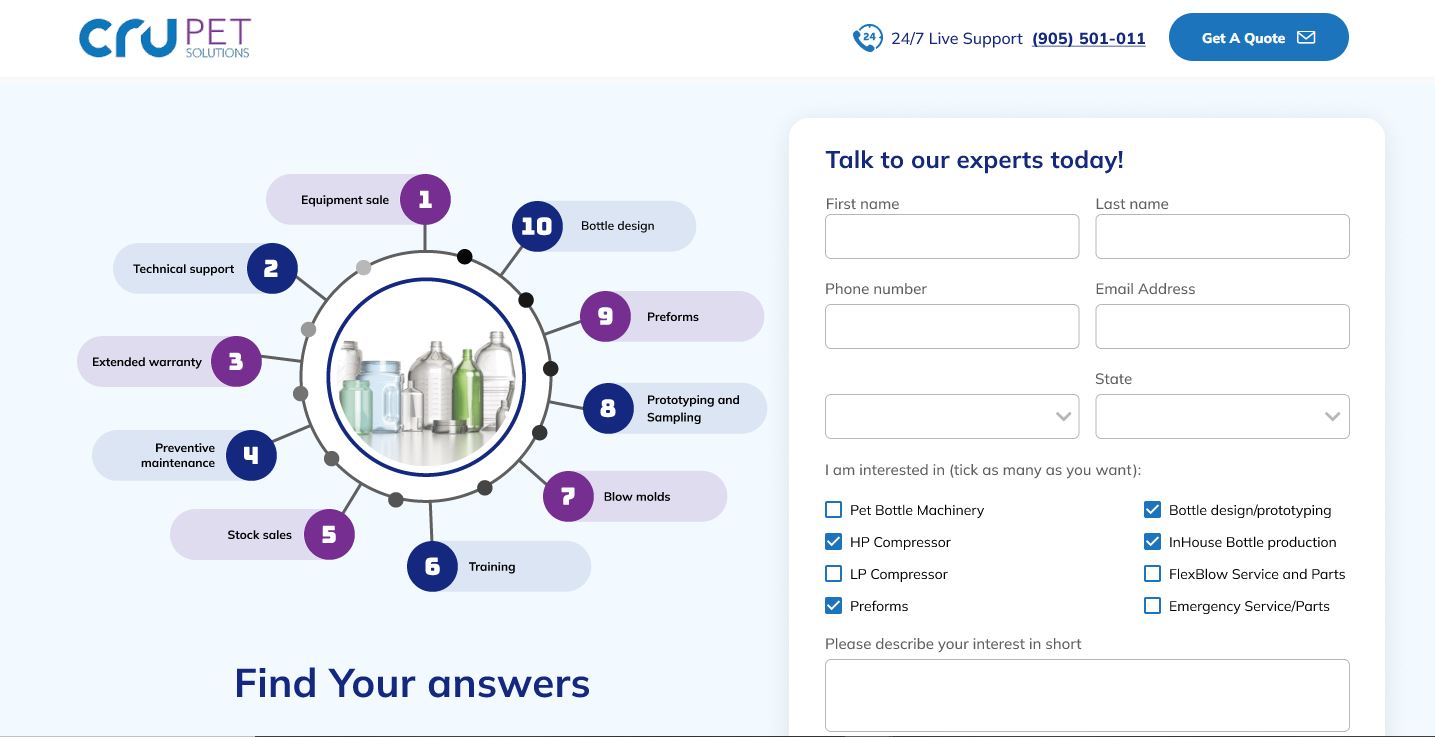 cru PET
SOLUTIONS
24
24/7 Live Support (905) 501-011
Get A Quote
Equipment sale 1
Technical support 2
Extended warranty 3
Preventive
maintenance 4
Stock sales 5
6 Training
7 Blow molds
8 Prototyping and
Sampling
9 Preforms
10 Bottle design
Find Your answers
Talk to our experts today!
First name Last name
Phone number Email Address
State
I am interested in (tick as many as you want):
Pet Bottle Machinery Bottle design/prototyping
HP Compressor InHouse Bottle production
LP Compressor FlexBlow Service and Parts
Preforms Emergency Service/Parts
Please describe your interest in short